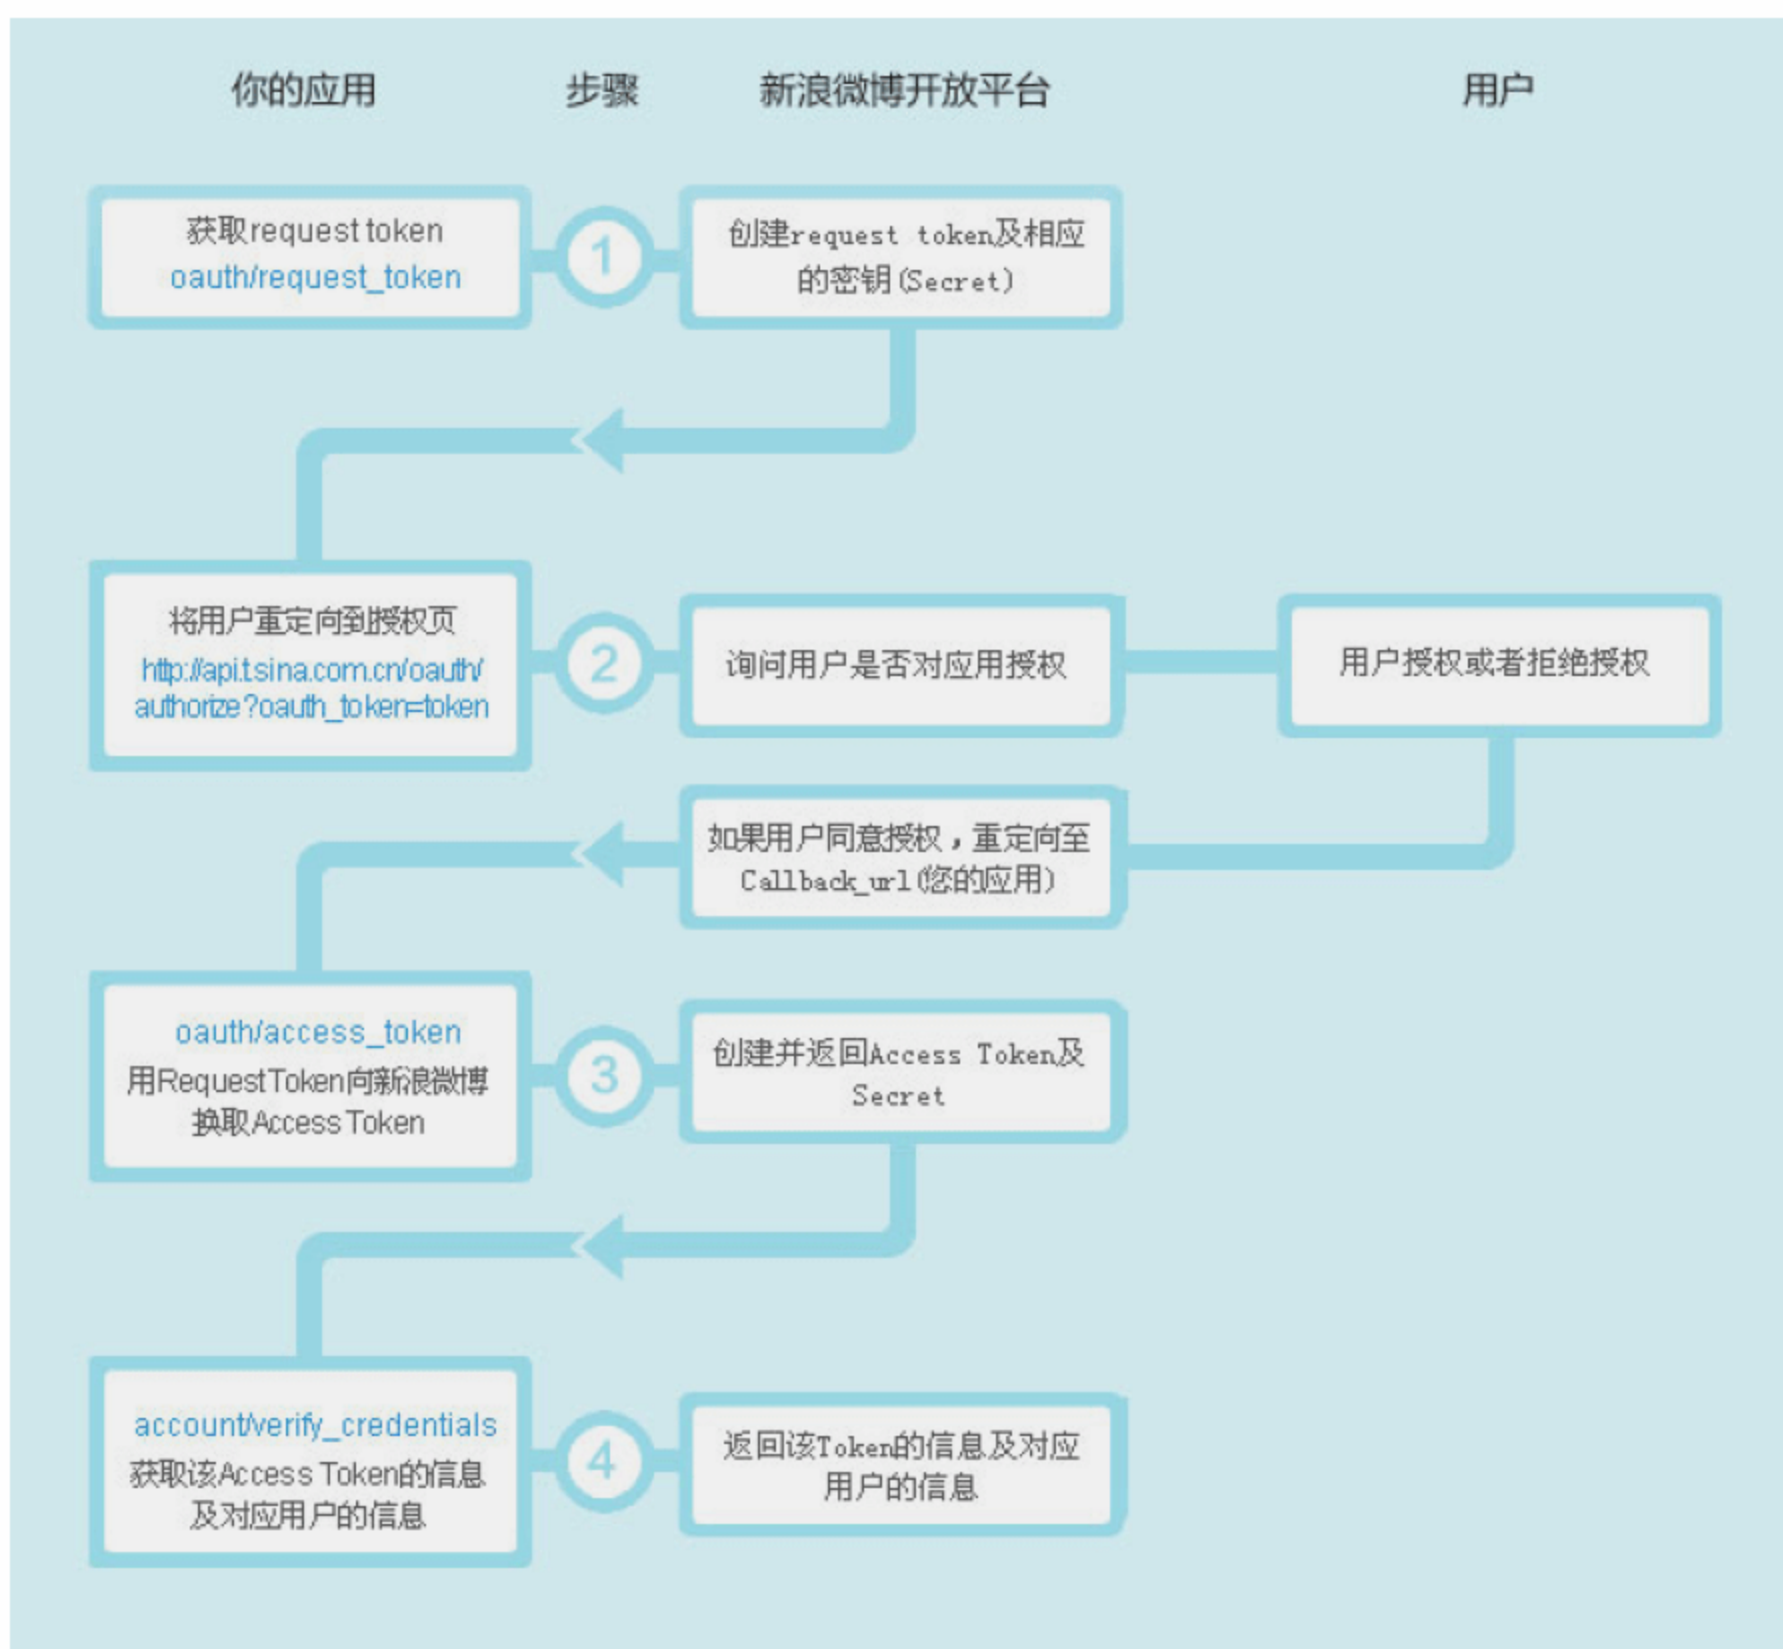 你的应用
步骤
新浪微博开放平台
用户
获取request token
oauth/request_token
1
创建request token及相应
的密钥(Secret)
将用户重定向到授权页
http://api.t.sina.com.cn/oauth/
authorize?oauth_token=token
2
询问用户是否对应用授权
用户授权或者拒绝授权
如果用户同意授权，重定向至
Callback_url(您的应用)
oauth/access_token
用Request Token向新浪微博
换取Access Token
3
创建并返回Access Token及
Secret
account/verify_credentials
获取该Access Token的信息
及对应用户的信息
4
返回该Token的信息及对应
用户的信息